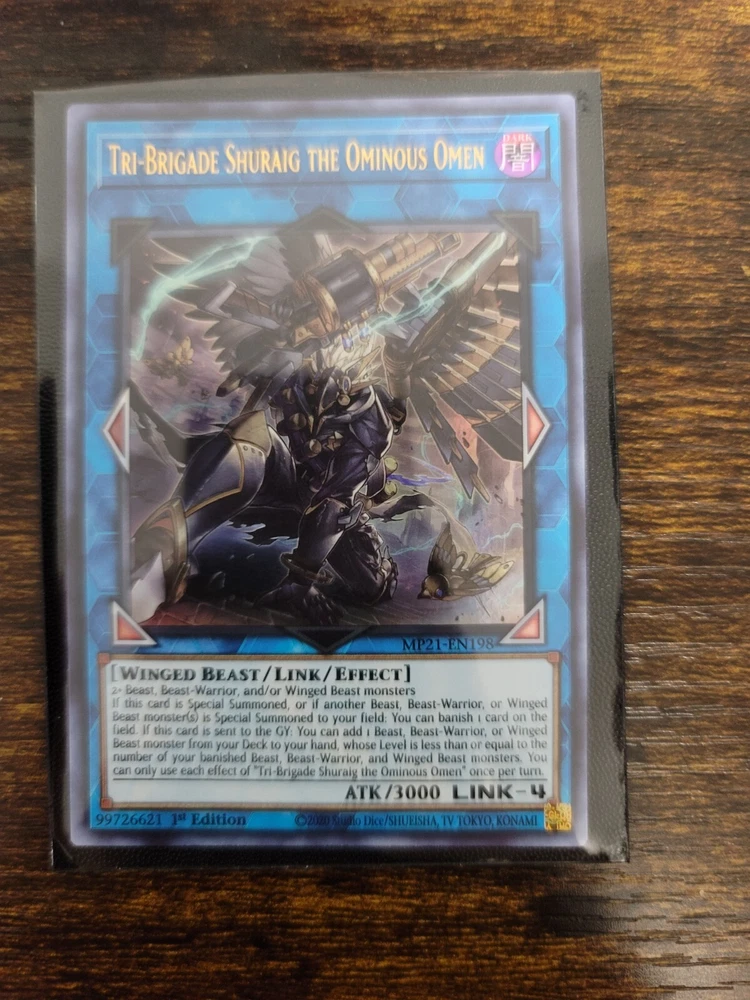 TRI-BRIGADE SHURAIG THE OMINOUS OMEN
DARK
闇
MP21-EN198
[WINGED BEAST/LINK/EFFECT]
2+ Beast, Beast-Warrior, and/or Winged Beast monsters
If this card is Special Summoned, or if another Beast, Beast-Warrior, or Winged
Beast monster(s) is Special Summoned to your field: You can banish 1 card on the
field. If this card is sent to the GY: You can add 1 Beast, Beast-Warrior, or Winged
Beast monster from your Deck to your hand, whose Level is less than or equal to the
number of your banished Beast, Beast-Warrior, and Winged Beast monsters. You
can only use each effect of "Tri-Brigade Shuraig the Ominous Omen" once per turn.
ATK/3000 LINK-4
99726621 1st Edition ©2020 Studio Dice/SHUEISHA, TV TOKYO, KONAMI